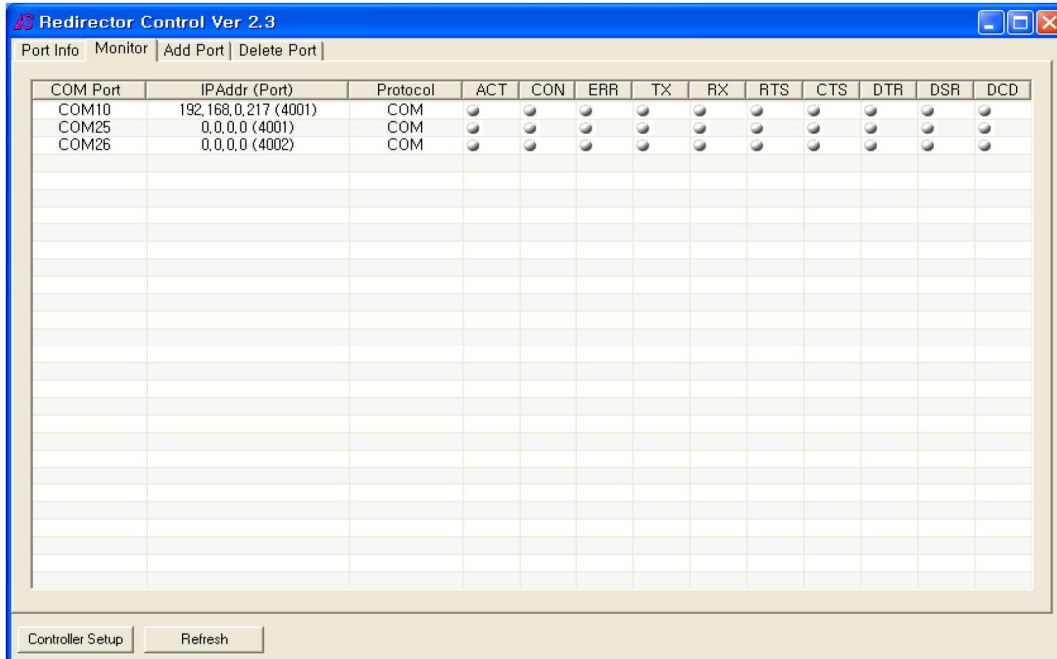 Redirector Control Ver 2.3
Port Info Monitor Add Port Delete Port
COM Port IPAddr (Port) Protocol ACT CON ERR TX RX RTS CTS DTR DSR DCD
COM10 192,168,0,217 (4001) COM
COM25 0,0,0,0 (4001) COM
COM26 0,0,0,0 (4002) COM
Controller Setup Refresh